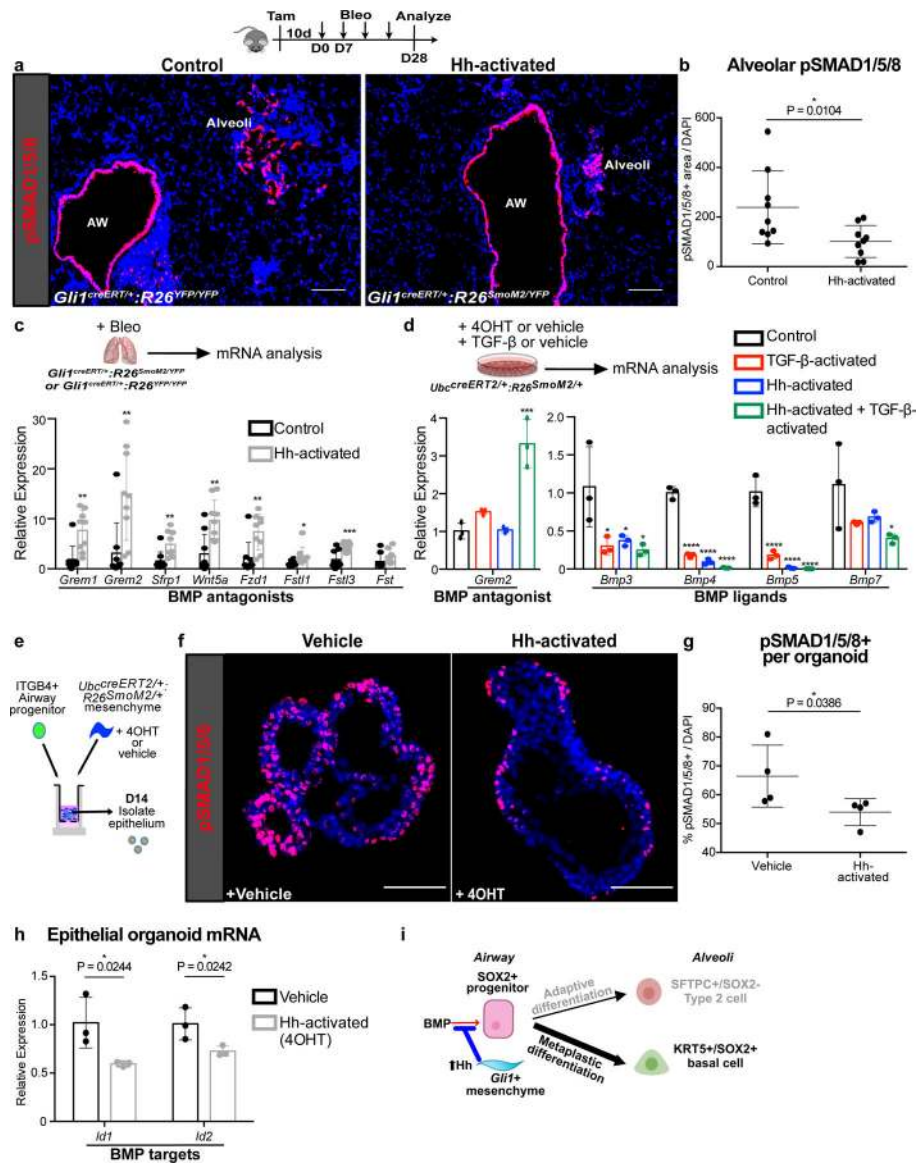 Tam
Bleo
Analyze
10d
D0
D7
D28
a
Control
Hh-activated
pSMAD1/5/8
Alveoli
AW
Gli1creERT/+:R26YFP/YFP
Alveoli
AW
Gli1creERT/+:R26SmoM2/YFP
b
Alveolar pSMAD1/5/8
*
P = 0.0104
pSMAD1/5/8+ area / DAPI
600
400
200
0
Control
Hh-activated
c
+ Bleo
mRNA analysis
Gli1creERT/+:R26SmoM2/YFP
or Gli1creERT/+:R26YFP/YFP
Control
Hh-activated
Relative Expression
30
20
10
0
** ** ** ** ** * ***
Grem1 Grem2 Sfrp1 Wnt5a Fzd1 Fstl1 Fstl3 Fst
BMP antagonists
d
+ 4OHT or vehicle
+ TGF-β or vehicle
mRNA analysis
UbccreERT2/+:R26SmoM2/+
Control
TGF-β-activated
Hh-activated
Hh-activated + TGF-β-
activated
Relative Expression
4
2
1
0
***
Grem2
BMP antagonist
2.0
1.5
1.0
0.5
0
* * *
**** **** ****
**** **** ****
*
Bmp3 Bmp4 Bmp5 Bmp7
BMP ligands
e
ITGB4+
Airway
progenitor
UbccreERT2/+:
R26SmoM2/+
mesenchyme
+ 4OHT
or
vehicle
D14
Isolate
epithelium
f
Vehicle
Hh-activated
pSMAD1/5/8
+Vehicle
+ 4OHT
g
pSMAD1/5/8+
per organoid
*
P = 0.0386
% pSMAD1/5/8+ / DAPI
90
80
70
60
50
40
Vehicle
Hh-
activated
h
Epithelial organoid mRNA
*
P = 0.0244
*
P = 0.0242
Vehicle
Hh-activated
(4OHT)
Relative Expression
1.5
1.0
0.5
0
Id1
Id2
BMP targets
i
Airway
Alveoli
SOX2+
progenitor
BMP
Adaptive
differentiation
SFTPC+/SOX2-
Type 2 cell
Metaplastic
differentiation
KRT5+/SOX2+
basal cell
Hh
Gli1+
mesenchyme